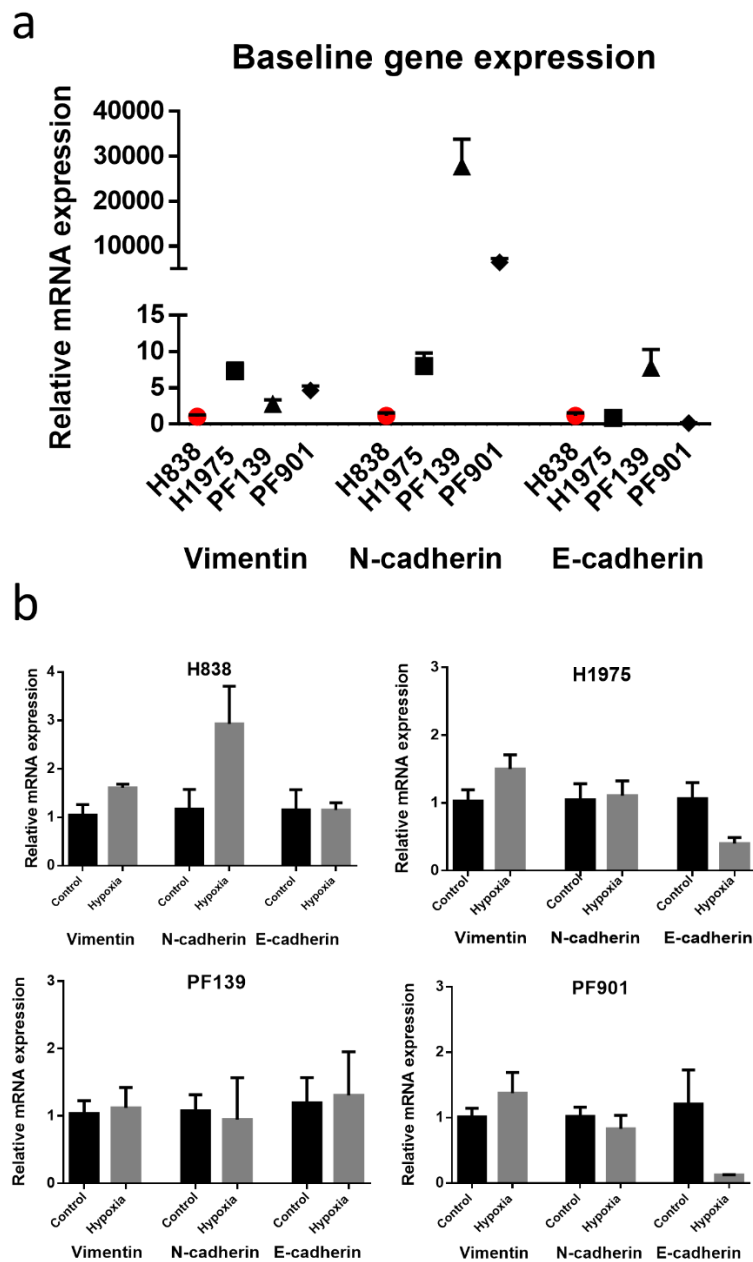 a
Baseline gene expression
Relative mRNA expression
40000
30000
20000
10000
15
10
5
0
H838
H1975
PF139
PF901
H838
H1975
PF139
PF901
H838
H1975
PF139
PF901
Vimentin
N-cadherin
E-cadherin
b
H838
Relative mRNA expression
4
3
2
1
0
Control
Hypoxia
Control
Hypoxia
Control
Hypoxia
Vimentin
N-cadherin
E-cadherin
H1975
Relative mRNA expression
3
2
1
0
Control
Hypoxia
Control
Hypoxia
Control
Hypoxia
Vimentin
N-cadherin
E-cadherin
PF139
Relative mRNA expression
3
2
1
0
Control
Hypoxia
Control
Hypoxia
Control
Hypoxia
Vimentin
N-cadherin
E-cadherin
PF901
Relative mRNA expression
3
2
1
0
Control
Hypoxia
Control
Hypoxia
Control
Hypoxia
Vimentin
N-cadherin
E-cadherin